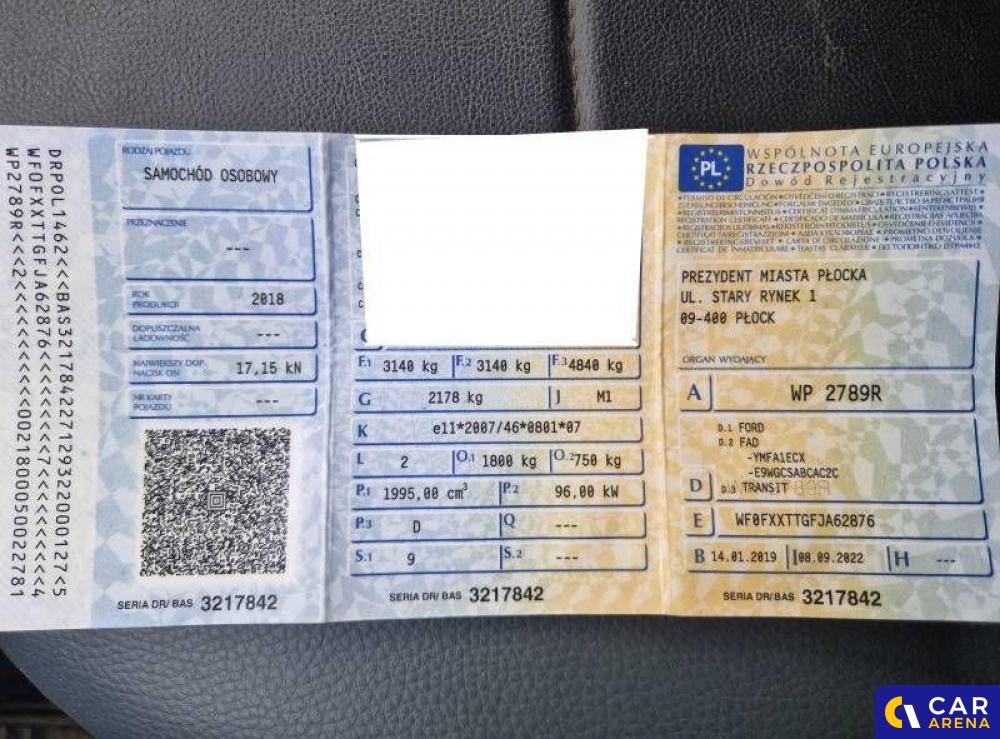 DRPOL1462<<<BAS32178422712932200012​7<5
WF0FXXTTGFJA62876<<<<<<7<<<<<<<<4
WP2789R<<<2<<<<<<<<<<<<00218000500022781
RODZAJ POJAZDU
SAMOCHÓD OSOBOWY
PRZEZNACZENIE
---
ROK
PRODUKCJI
2018
DOPUSZCZALNA
ŁADOWNOŚĆ
---
NAJWIĘKSZY DOP.
NACISK OSI
17,15 kN
NR KARTY
POJAZDU
---
SERIA DR/ BAS 3217842
F.1 3140 kg F.2 3140 kg F.3 4840 kg
G 2178 kg J M1
K e11*2007/46*0801*07
L 2 O.1 1800 kg O.2 750 kg
P.1 1995,00 cm³ P.2 96,00 kW
P.3 D Q ---
S.1 9 S.2 ---
SERIA DR/ BAS 3217842
PL
WSPÓLNOTA EUROPEJSKA
RZECZPOSPOLITA POLSKA
Dowód Rejestracyjny
PREZYDENT MIASTA PŁOCKA
UL. STARY RYNEK 1
09-400 PŁOCK
ORGAN WYDAJĄCY
A WP 2789R
D.1 FORD
D.2 FAD
-YMFA1ECX
-E9WGCSABCAC2C
D D.3 TRANSIT
E WF0FXXTTGFJA62876
B 14.01.2019 I 08.09.2022 H ---
SERIA DR/ BAS 3217842
CAR
ARENA